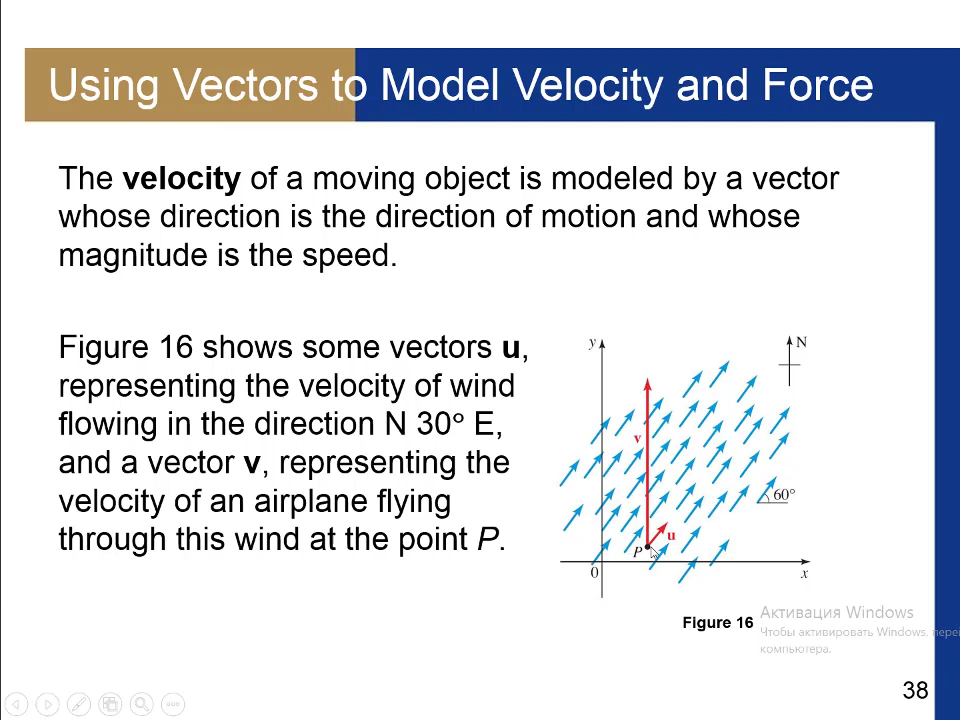 Using Vectors to Model Velocity and Force
The velocity of a moving object is modeled by a vector
whose direction is the direction of motion and whose
magnitude is the speed.
Figure 16 shows some vectors u,
representing the velocity of wind
flowing in the direction N 30° E,
and a vector v, representing the
velocity of an airplane flying
through this wind at the point P.
y
N
v
60°
u
P
0
x
Figure 16
Активация Windows
Чтобы активировать Windows,
компьютера.
38